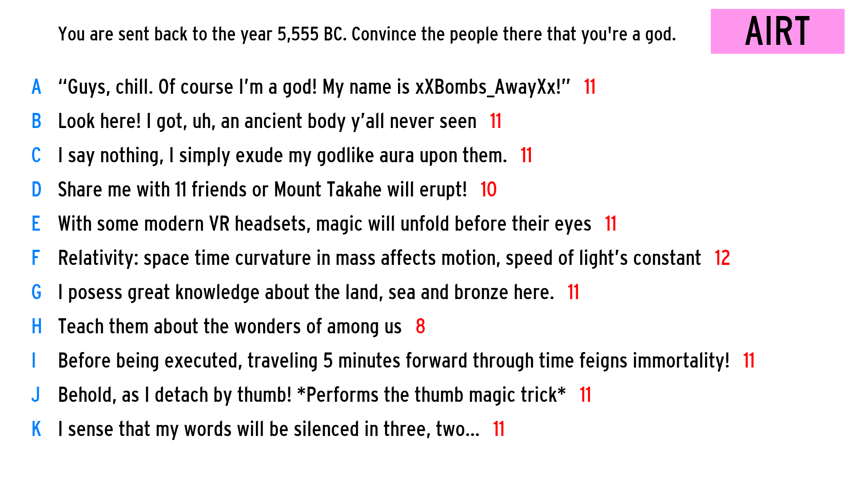 You are sent back to the year 5,555 BC. Convince the people there that you're a god.
AIRT
A “Guys, chill. Of course I’m a god! My name is xXBombs_AwayXx!” 11
B Look here! I got, uh, an ancient body y’all never seen 11
C I say nothing, I simply exude my godlike aura upon them. 11
D Share me with 11 friends or Mount Takahe will erupt! 10
E With some modern VR headsets, magic will unfold before their eyes 11
F Relativity: space time curvature in mass affects motion, speed of light’s constant 12
G I posess great knowledge about the land, sea and bronze here. 11
H Teach them about the wonders of among us 8
I Before being executed, traveling 5 minutes forward through time feigns immortality! 11
J Behold, as I detach by thumb! *Performs the thumb magic trick* 11
K I sense that my words will be silenced in three, two... 11